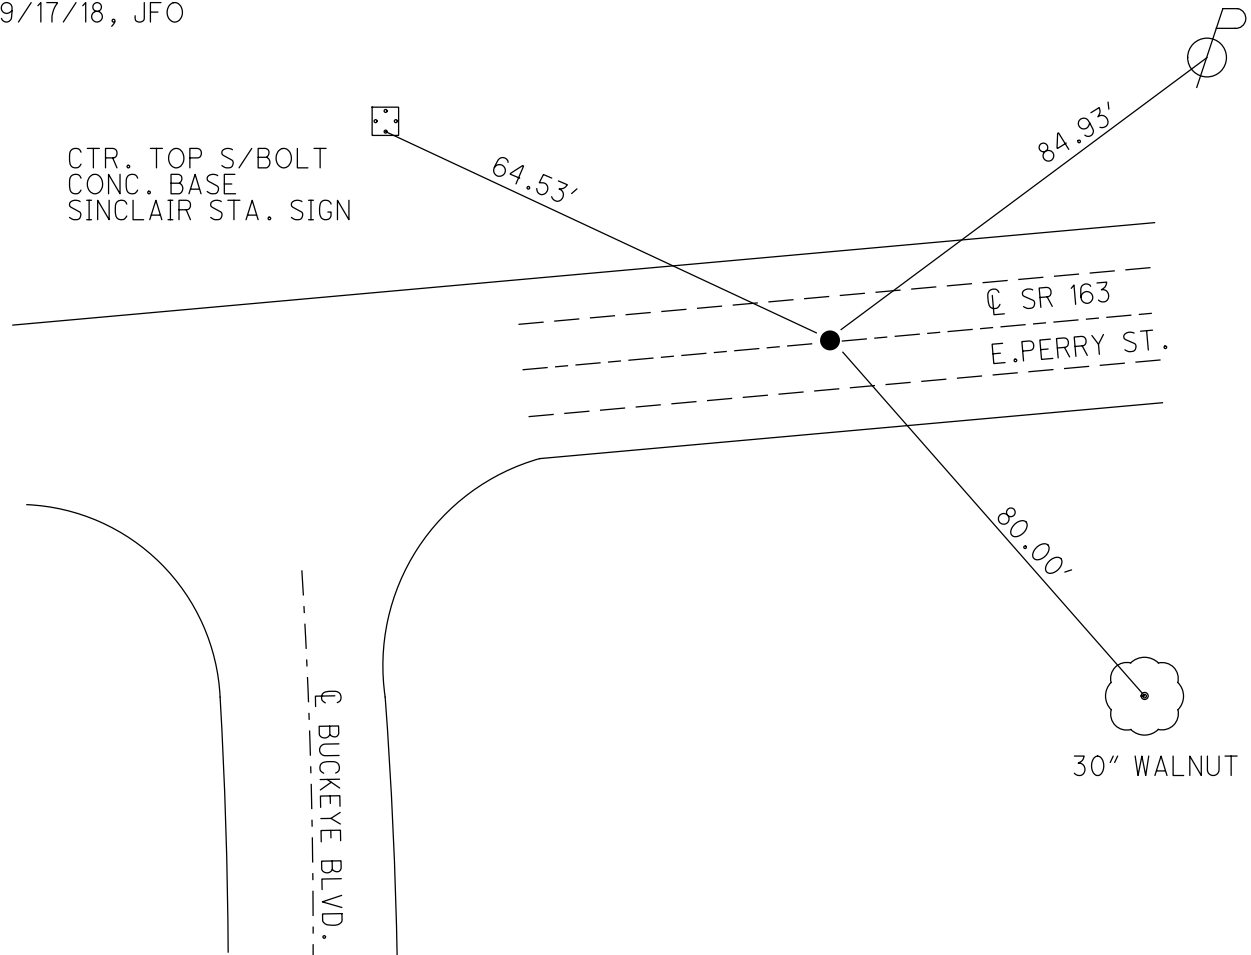 9/17/18, JFO
84.93'
CTR. TOP S/BOLT
CONC. BASE
SINCLAIR STA. SIGN
64.53'
℄ SR 163
E.PERRY ST.
80.00'
℄ BUCKEYE BLVD.
30" WALNUT